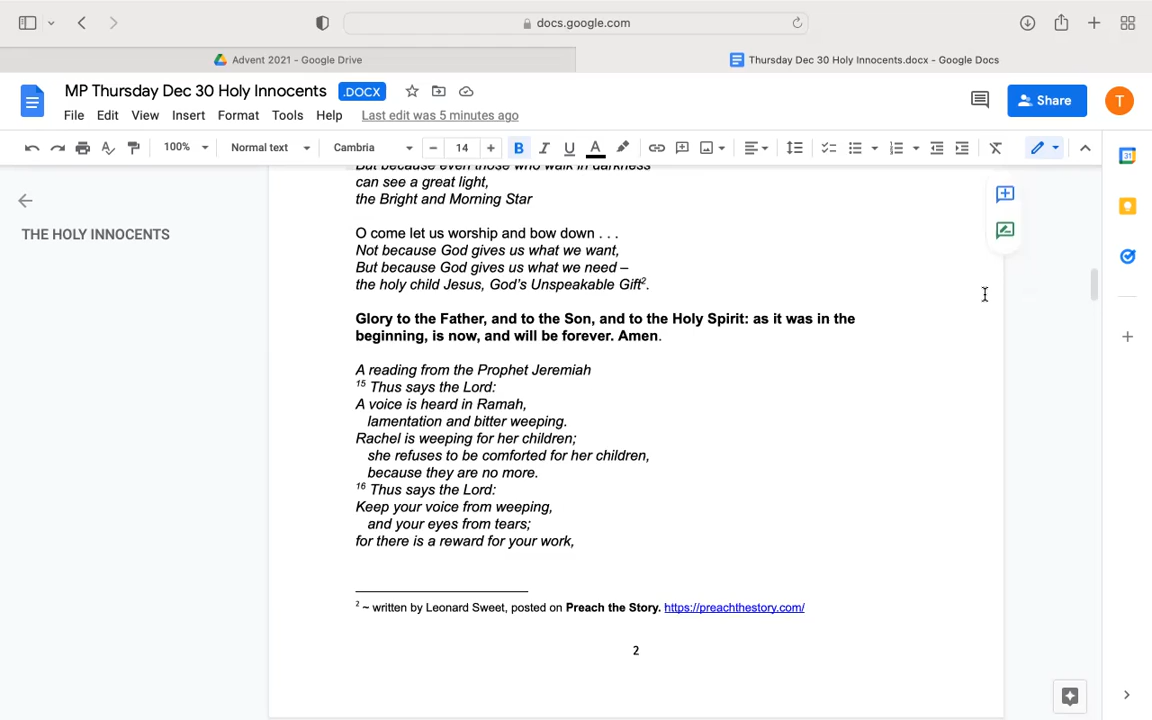 docs.google.com
Advent 2021 - Google Drive
Thursday Dec 30 Holy Innocents.docx - Google Docs
MP Thursday Dec 30 Holy Innocents .DOCX
Share
T
File Edit View Insert Format Tools Help Last edit was 5 minutes ago
100% Normal text Cambria 14 B I U A
31
THE HOLY INNOCENTS
But because even those who walk in darkness
can see a great light,
the Bright and Morning Star
O come let us worship and bow down . . .
Not because God gives us what we want,
But because God gives us what we need –
the holy child Jesus, God's Unspeakable Gift².
Glory to the Father, and to the Son, and to the Holy Spirit: as it was in the
beginning, is now, and will be forever. Amen.
A reading from the Prophet Jeremiah
15 Thus says the Lord:
A voice is heard in Ramah,
lamentation and bitter weeping.
Rachel is weeping for her children;
she refuses to be comforted for her children,
because they are no more.
16 Thus says the Lord:
Keep your voice from weeping,
and your eyes from tears;
for there is a reward for your work,
2 ~ written by Leonard Sweet, posted on Preach the Story. https://preachthestory.com/
2